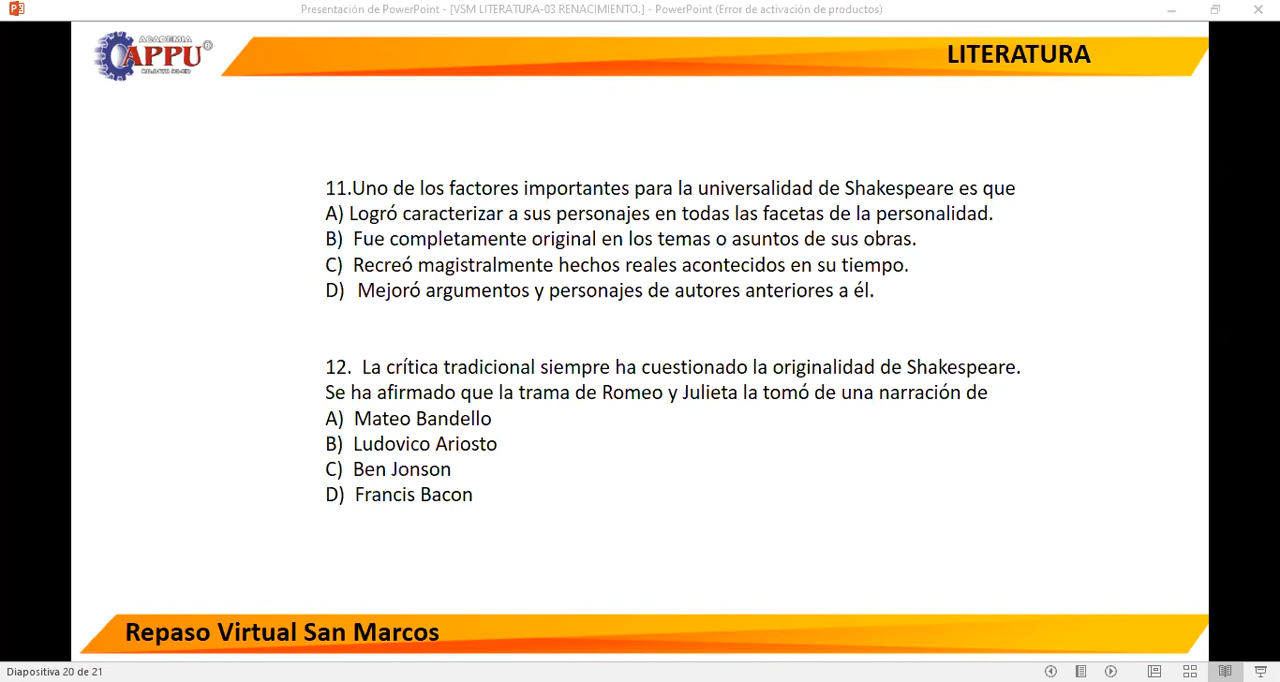 Presentación de PowerPoint - [VSM LITERATURA-03 RENACIMIENTO.] - PowerPoint (Error de activación de productos)
ACADEMIA
APPU
LITERATURA
11.Uno de los factores importantes para la universalidad de Shakespeare es que
A) Logró caracterizar a sus personajes en todas las facetas de la personalidad.
B) Fue completamente original en los temas o asuntos de sus obras.
C) Recreó magistralmente hechos reales acontecidos en su tiempo.
D) Mejoró argumentos y personajes de autores anteriores a él.
12. La crítica tradicional siempre ha cuestionado la originalidad de Shakespeare.
Se ha afirmado que la trama de Romeo y Julieta la tomó de una narración de
A) Mateo Bandello
B) Ludovico Ariosto
C) Ben Jonson
D) Francis Bacon
Repaso Virtual San Marcos
Diapositiva 20 de 21